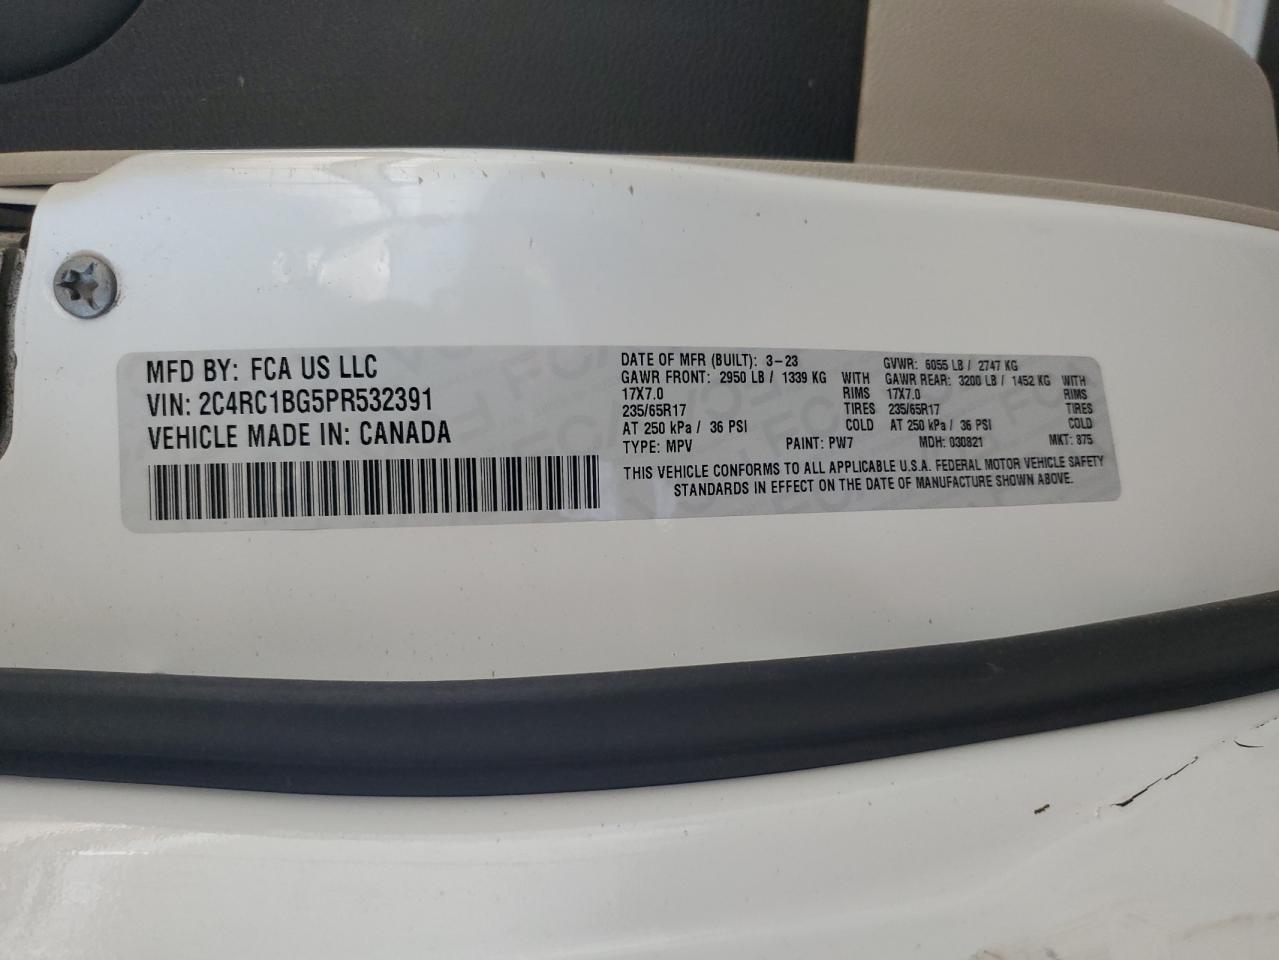 MFD BY: FCA US LLC
VIN: 2C4RC1BG5PR532391
VEHICLE MADE IN: CANADA
DATE OF MFR (BUILT): 3-23 GVWR: 6055 LB / 2747 KG
GAWR FRONT: 2950 LB / 1339 KG WITH GAWR REAR: 3200 LB / 1452 KG WITH
17X7.0 RIMS 17X7.0 RIMS
235/65R17 TIRES 235/65R17 TIRES
AT 250 kPa / 36 PSI COLD AT 250 kPa / 36 PSI COLD
TYPE: MPV PAINT: PW7 MDH: 030821 MKT: 875
THIS VEHICLE CONFORMS TO ALL APPLICABLE U.S.A. FEDERAL MOTOR VEHICLE SAFETY
STANDARDS IN EFFECT ON THE DATE OF MANUFACTURE SHOWN ABOVE.